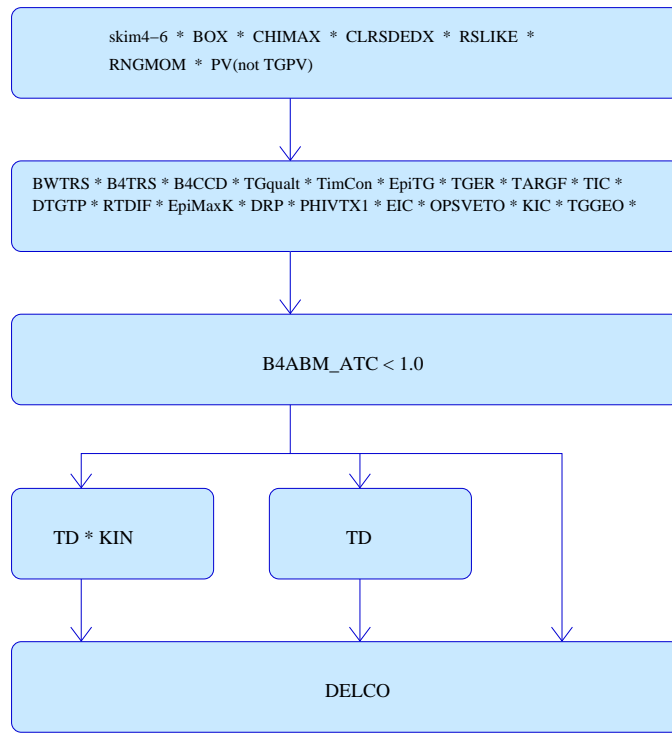 skim4−6 * BOX * CHIMAX * CLRSDEDX * RSLIKE *
RNGMOM * PV(not TGPV)
BWTRS * B4TRS * B4CCD * TGqualt * TimCon * EpiTG * TGER * TARGF * TIC *
DTGTP * RTDIF * EpiMaxK * DRP * PHIVTX1 * EIC * OPSVETO * KIC * TGGEO *
B4ABM_ATC < 1.0
TD * KIN
TD
DELCO